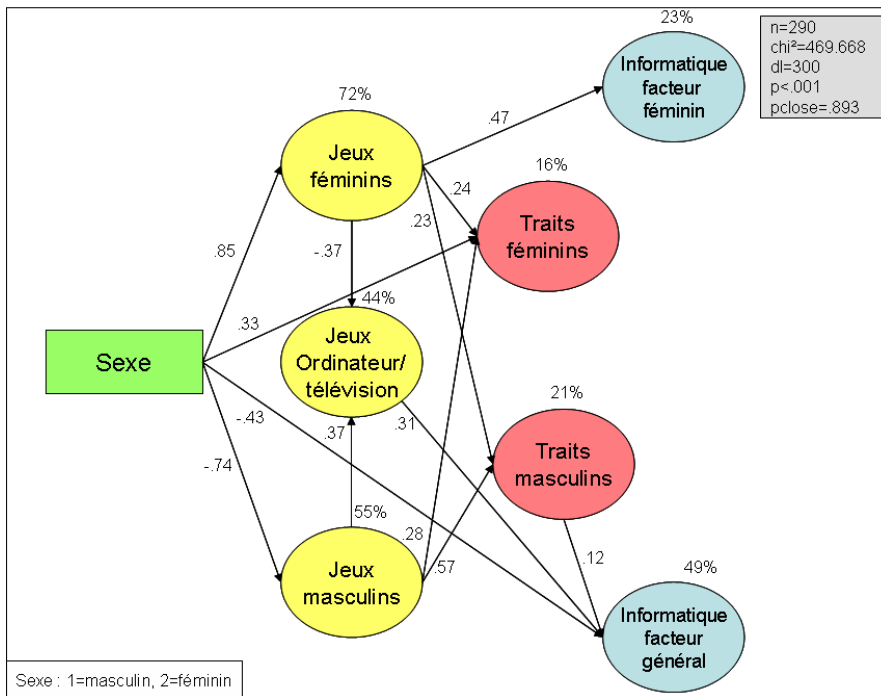 23%
n=290
chi²=469.668
dl=300
p<.001
pclose=.893
Informatique
facteur
féminin
72%
.47
Jeux
féminins
16%
.24
.23
Traits
féminins
.85
-.37
44%
.33
Sexe
Jeux
Ordinateur/
télévision
21%
-.43
.37
.31
Traits
masculins
-.74
55%
.28
.57
.12
49%
Jeux
masculins
Informatique
facteur
général
Sexe : 1=masculin, 2=féminin